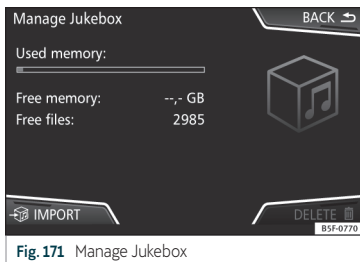 Manage Jukebox
BACK
Used memory:
Free memory: --,- GB
Free files: 2985
IMPORT
DELETE
B5F-0770
Fig. 171 Manage Jukebox